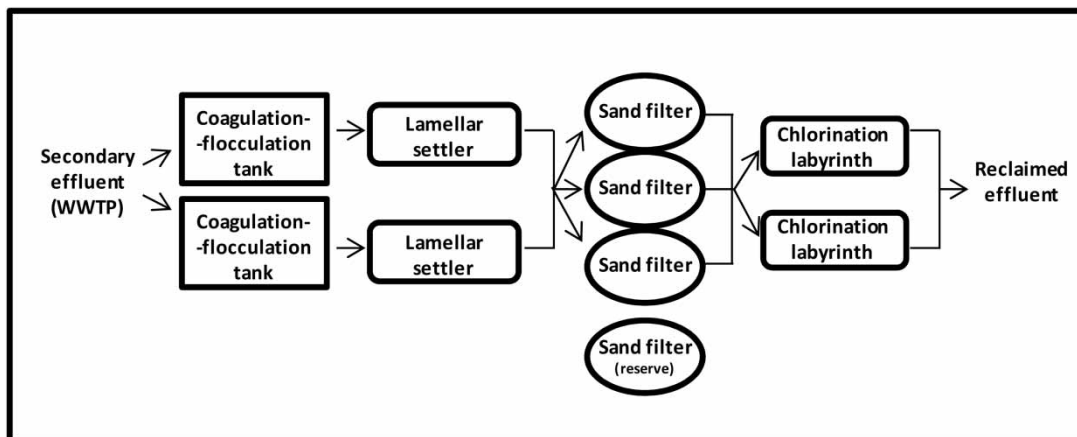 Secondary
effluent
(WWTP)
Coagulation-
-flocculation
tank
Coagulation-
-flocculation
tank
Lamellar
settler
Lamellar
settler
Sand filter
Sand filter
Sand filter
Sand filter
(reserve)
Chlorination
labyrinth
Chlorination
labyrinth
Reclaimed
effluent